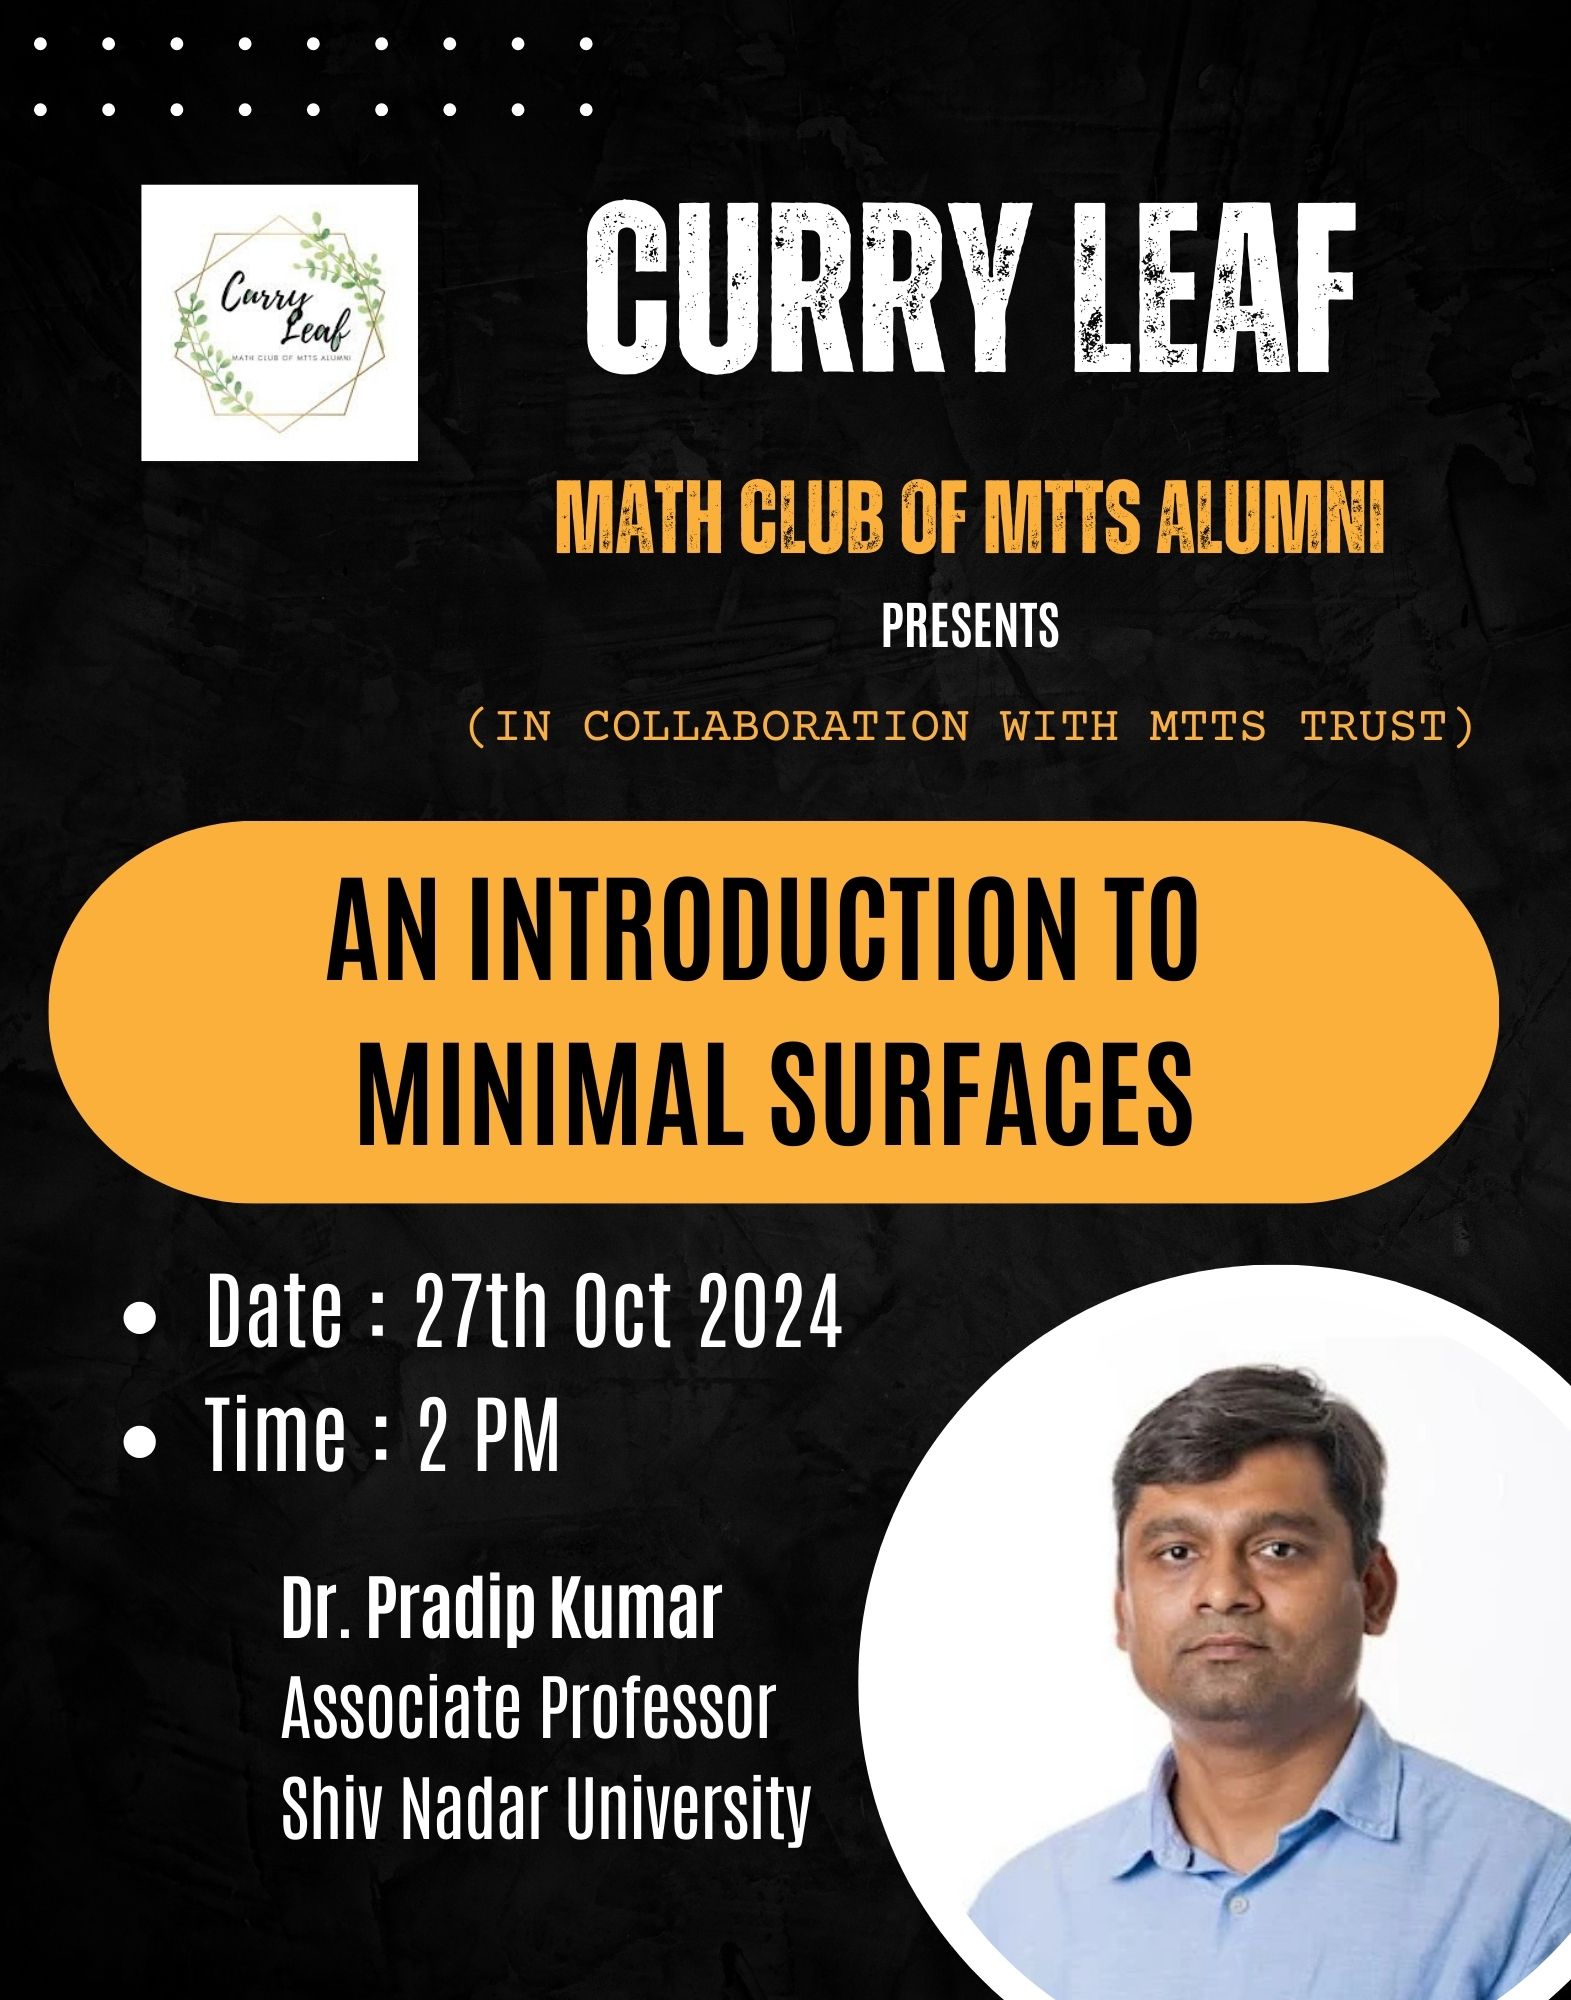 Curry
Leaf
MATH CLUB OF MTTS ALUMNI
CURRY LEAF
MATH CLUB OF MTTS ALUMNI
PRESENTS
(IN COLLABORATION WITH MTTS TRUST)
AN INTRODUCTION TO
MINIMAL SURFACES
Date : 27th Oct 2024
Time : 2 PM
Dr. Pradip Kumar
Associate Professor
Shiv Nadar University